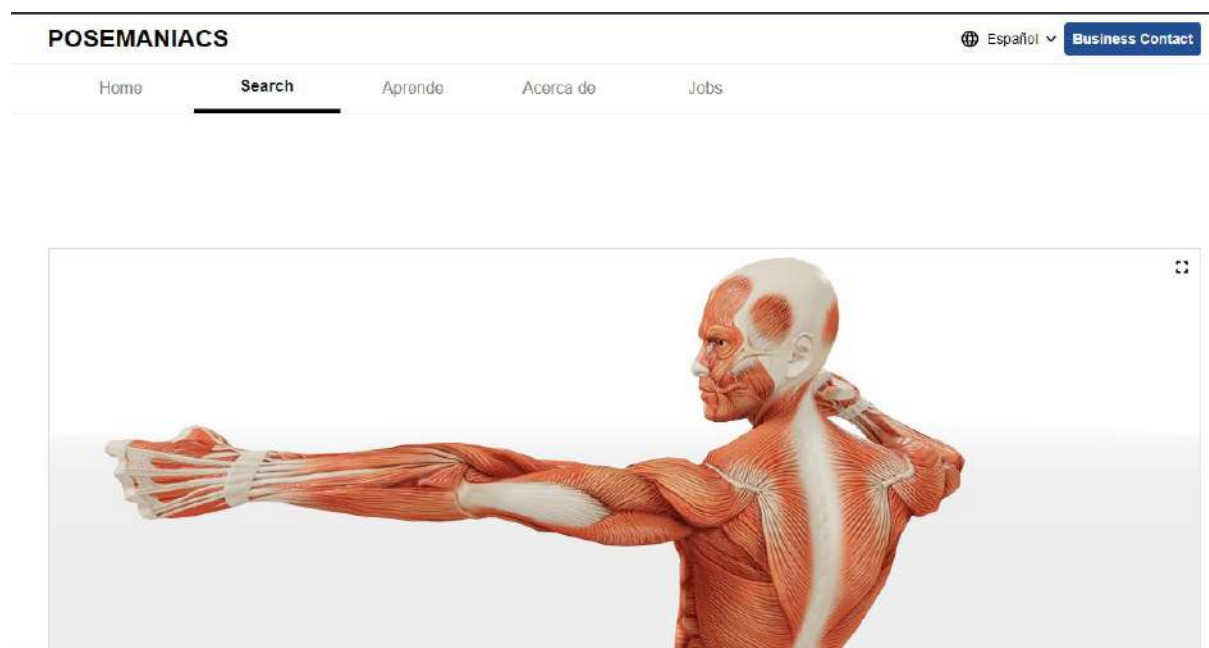 POSEMANIACS
Español
Business Contact
Home
Search
Aprende
Acerca de
Jobs